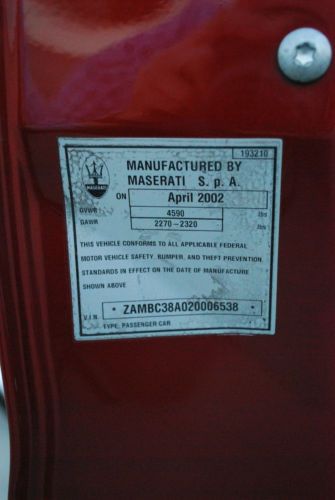 193210
MANUFACTURED BY
MASERATI S. p. A.
ON April 2002
GVWR 4590 lbs
GAWR 2270-2320 lbs
THIS VEHICLE CONFORMS TO ALL APPLICABLE FEDERAL
MOTOR VEHICLE SAFETY, BUMPER, AND THEFT PREVENTION
STANDARDS IN EFFECT ON THE DATE OF MANUFACTURE
SHOWN ABOVE
V.I.N. * ZAMBC38A020006538 *
TYPE: PASSENGER CAR